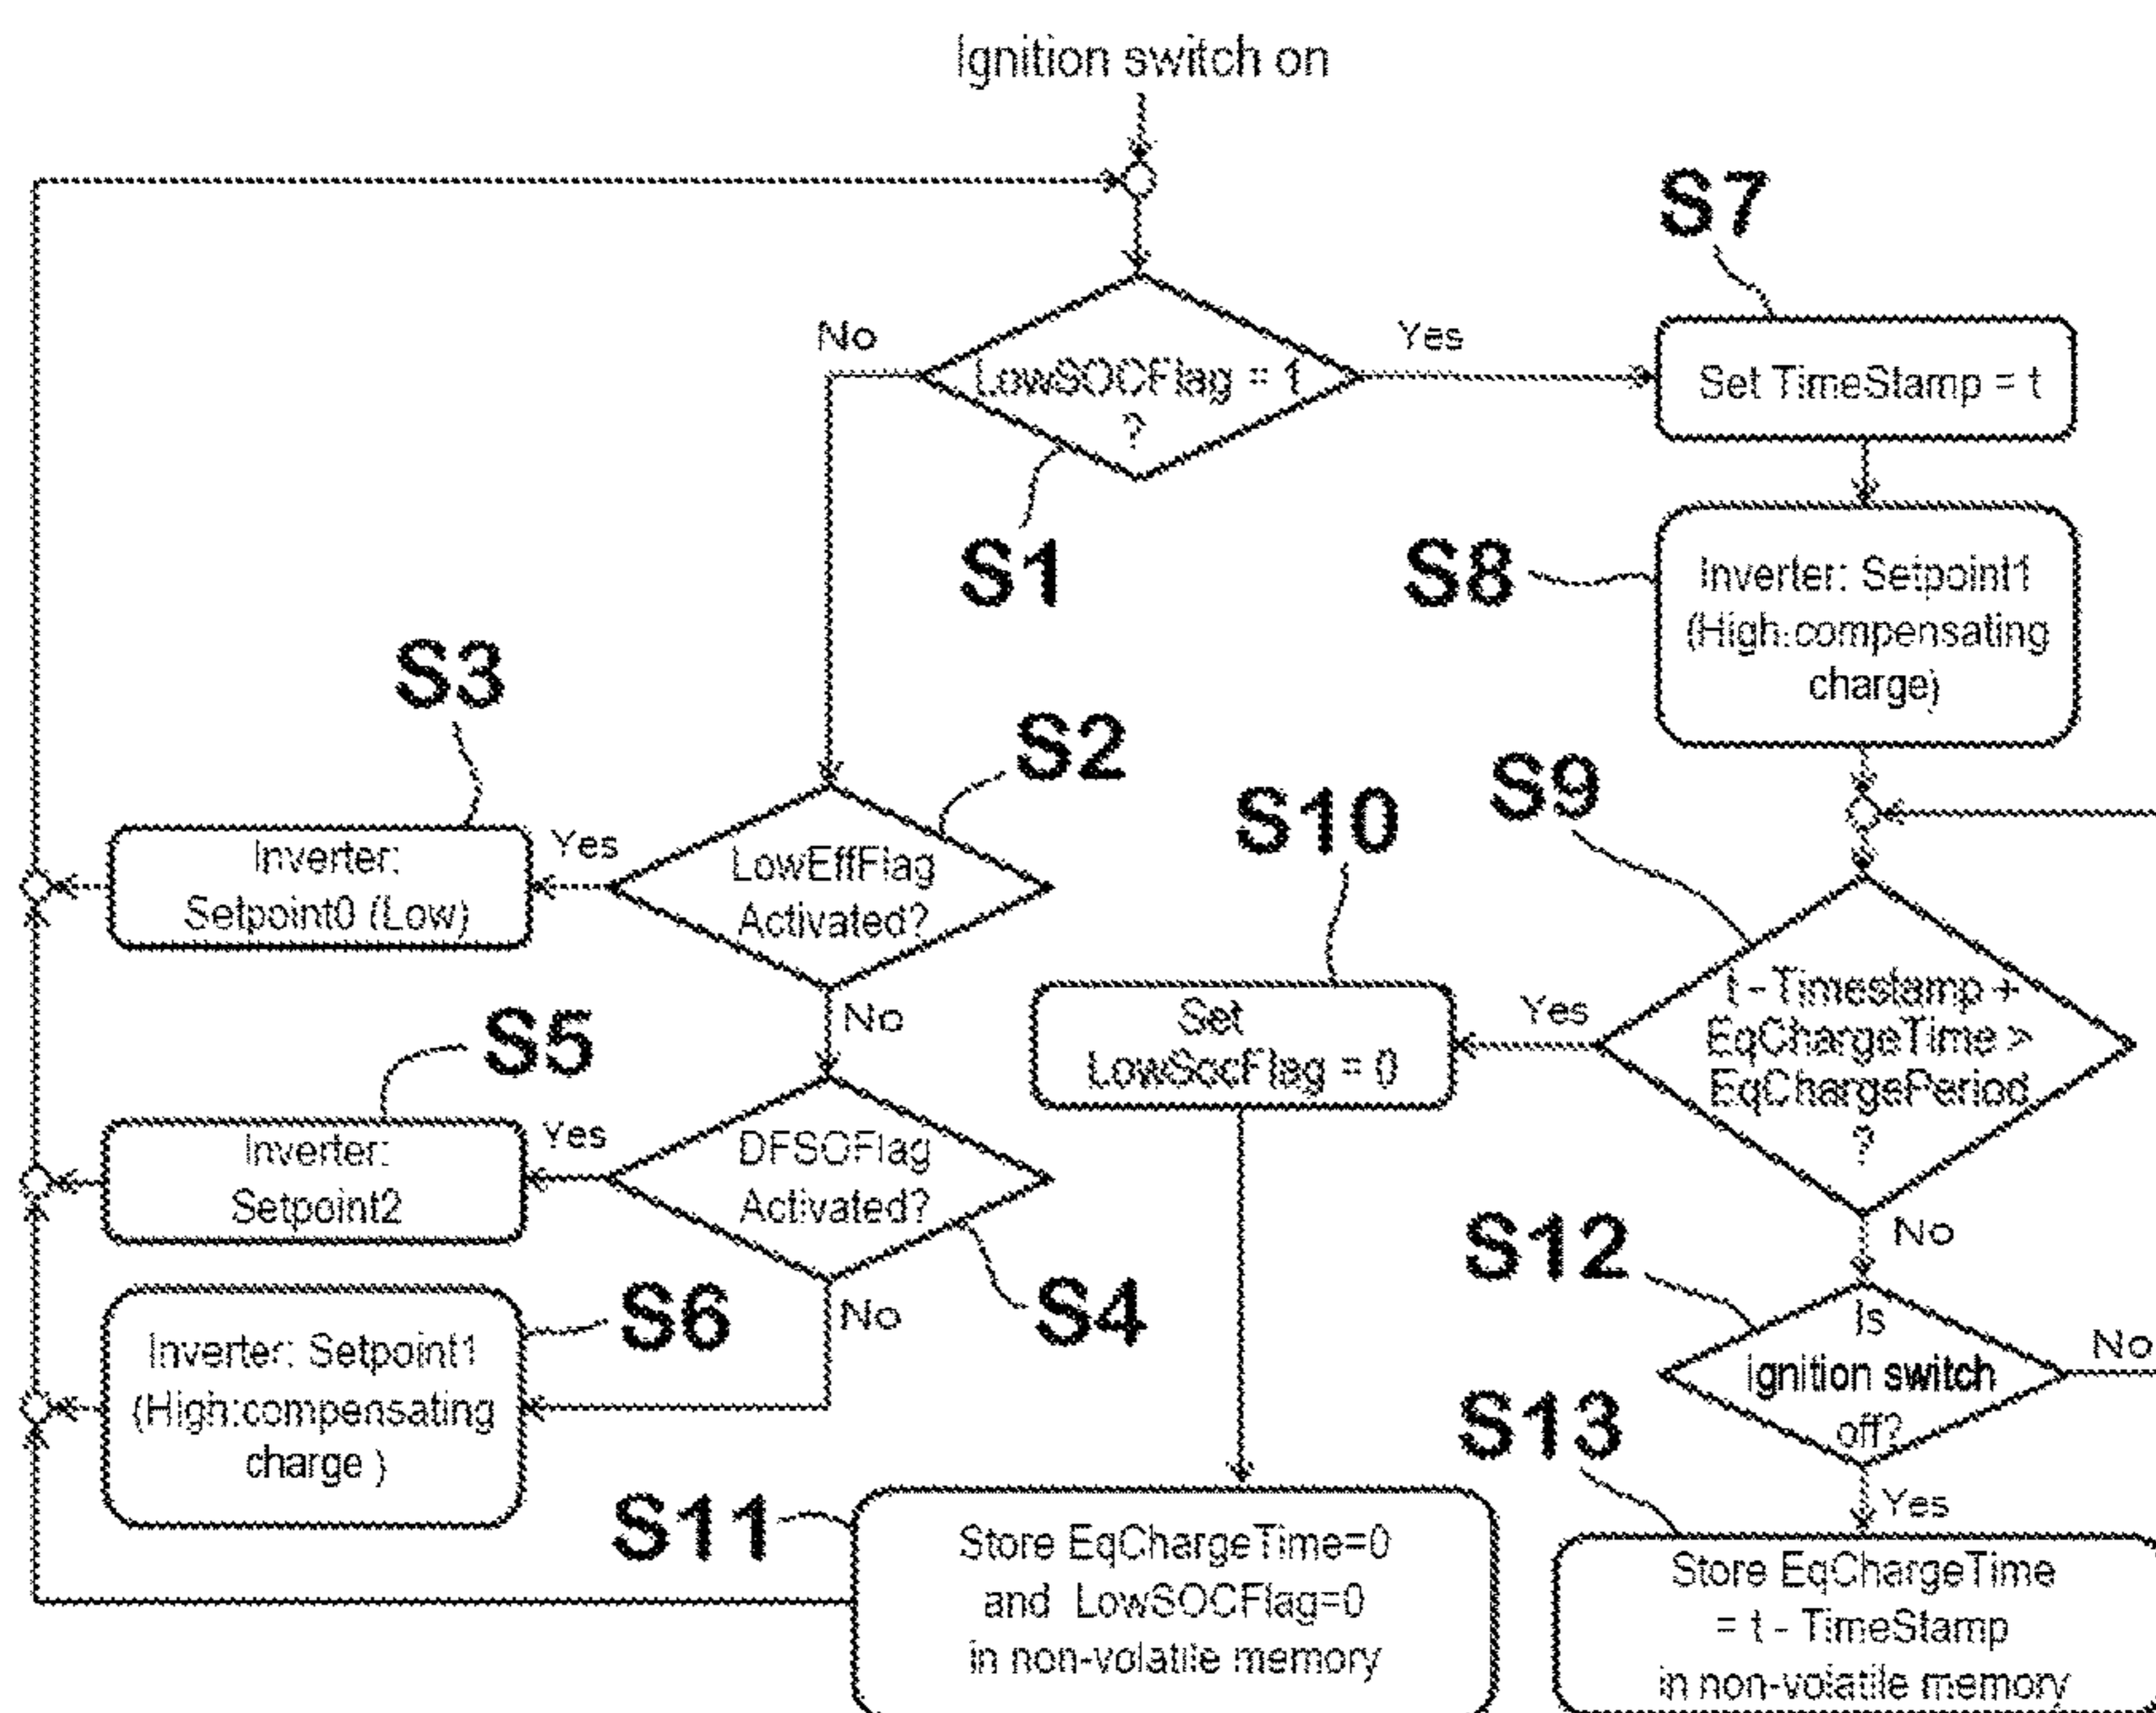 Ignition switch on
S7
No
Yes
LowSOCFlag = 1
?
Set TimeStamp = t
S1
S8
Inverter: Setpoint1
(High:compensating
charge)
S3
S2
S9
S10
Inverter:
Setpoint0 (Low)
Yes
LowEffFlag
Activated?
No
S5
Set
LowSocFlag = 0
Yes
t - Timestamp +
EqChargeTime >
EqChargePeriod
?
Inverter:
Setpoint2
Yes
DFSOFlag
Activated?
No
S12
No
S6
S4
Is
ignition switch
off?
No
Inverter: Setpoint1
(High:compensating
charge )
S13
S11
Yes
Store EqChargeTime=0
and LowSOCFlag=0
in non-volatile memory
Store EqChargeTime
= t - TimeStamp
in non-volatile memory